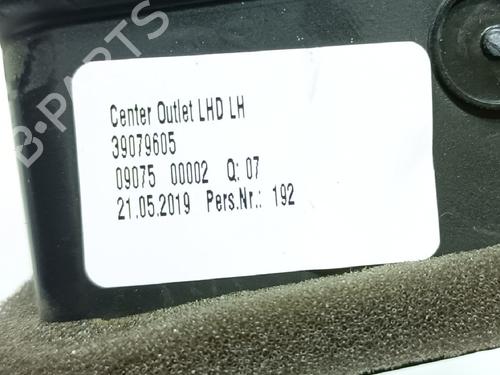 B-PARTS
Center Outlet LHD LH
39079605
09075 00002 Q: 07
21.05.2019 Pers.Nr.: 192